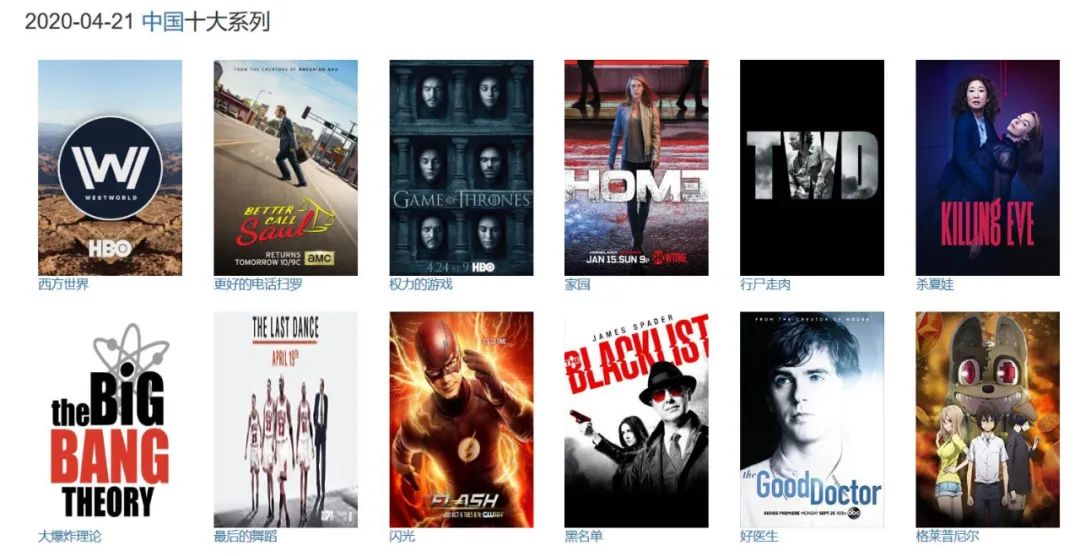 2020-04-21 中国十大系列
W
WESTWORLD
HBO
西方世界
FROM THE CREATORS OF BREAKING BAD
BETTER
CALL
Saul
RETURNS
TOMORROW 10/9C aMC
更好的电话扫罗
GAME OF THRONES
4.24 9 HBO
权力的游戏
HOME
HOMELAND
JAN 15.SUN 9P SHOWTIME
家园
TWD
行尸走肉
KILLING EVE
杀夏娃
the BIG
BANG
THEORY
大爆炸理论
THE LAST DANCE
APRIL 19th
ESPN
最后的舞蹈
THE FLASH
闪光
JAMES SPADER
THE BLACKLIST
黑名单
FROM THE CREATOR OF HOUSE
the GoodDoctor
SERIES PREMIERE MONDAY SEPT 25 10|9c abc
好医生
格莱普尼尔